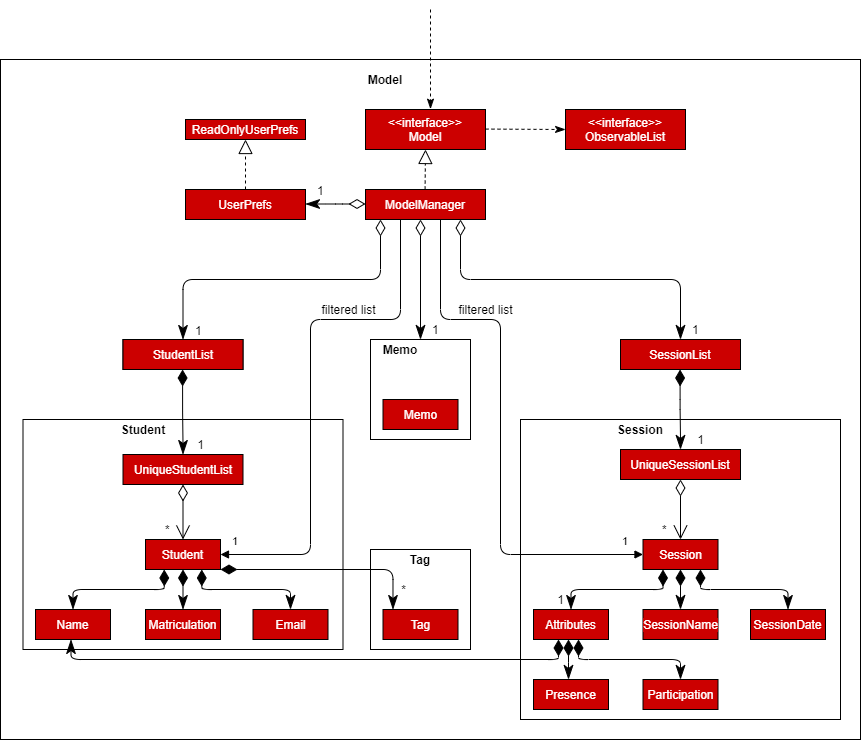 Model
<<interface>>
Model
<<interface>>
ObservableList
ReadOnlyUserPrefs
UserPrefs
1
ModelManager
filtered list
filtered list
1
1
1
StudentList
Memo
SessionList
Memo
Student
Session
1
1
UniqueStudentList
UniqueSessionList
*
*
1
1
Student
Tag
Session
*
1
Name
Matriculation
Email
Tag
Attributes
SessionName
SessionDate
Presence
Participation